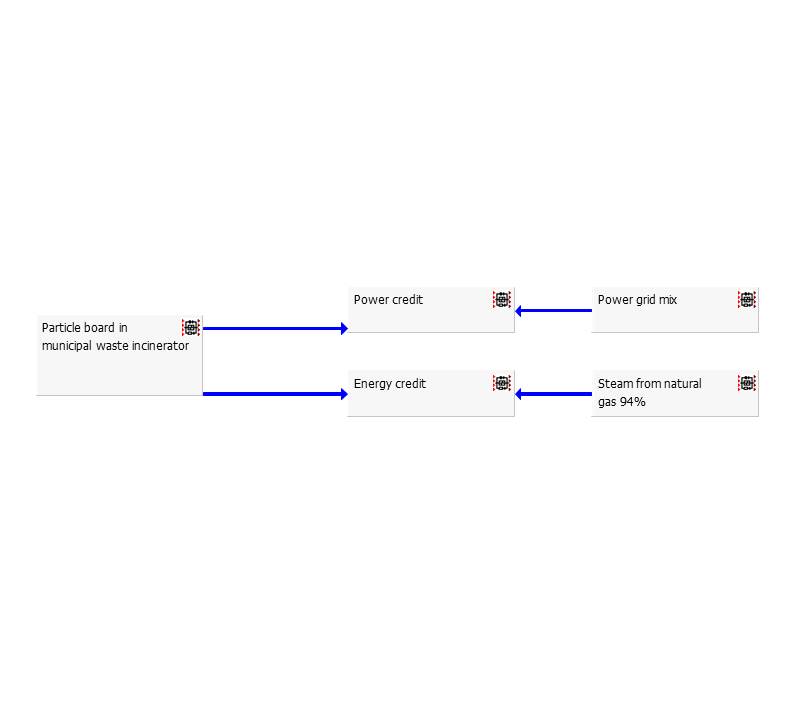 Particle board in
municipal waste incinerator
Power credit
Power grid mix
Energy credit
Steam from natural
gas 94%